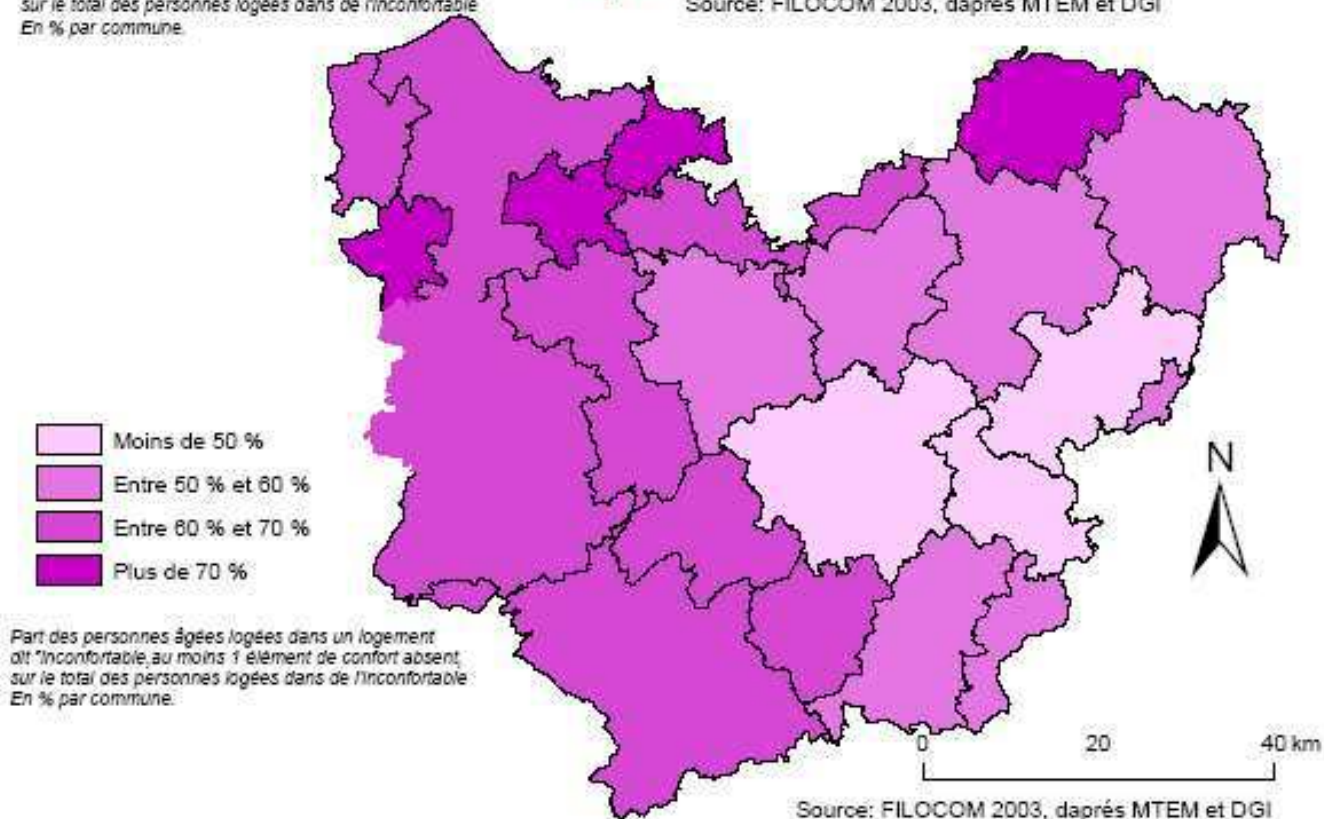 sur le total des personnes logées dans de l'inconfortable
En % par commune.
Source: FILOCOM 2003, daprès MTEM et DGI
Moins de 50 %
Entre 50 % et 60 %
Entre 60 % et 70 %
Plus de 70 %
N
Part des personnes âgées logées dans un logement
dit "Inconfortable,au moins 1 élément de confort absent,
sur le total des personnes logées dans de l'inconfortable
En % par commune.
0 20 40 km
Source: FILOCOM 2003, daprés MTEM et DGI